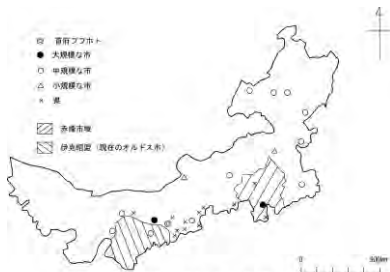 4
首府フフホト
大規模な市
中規模な市
小規模な市
県
赤峰市域
伊克昭盟（現在のオルドス市）
0 500km